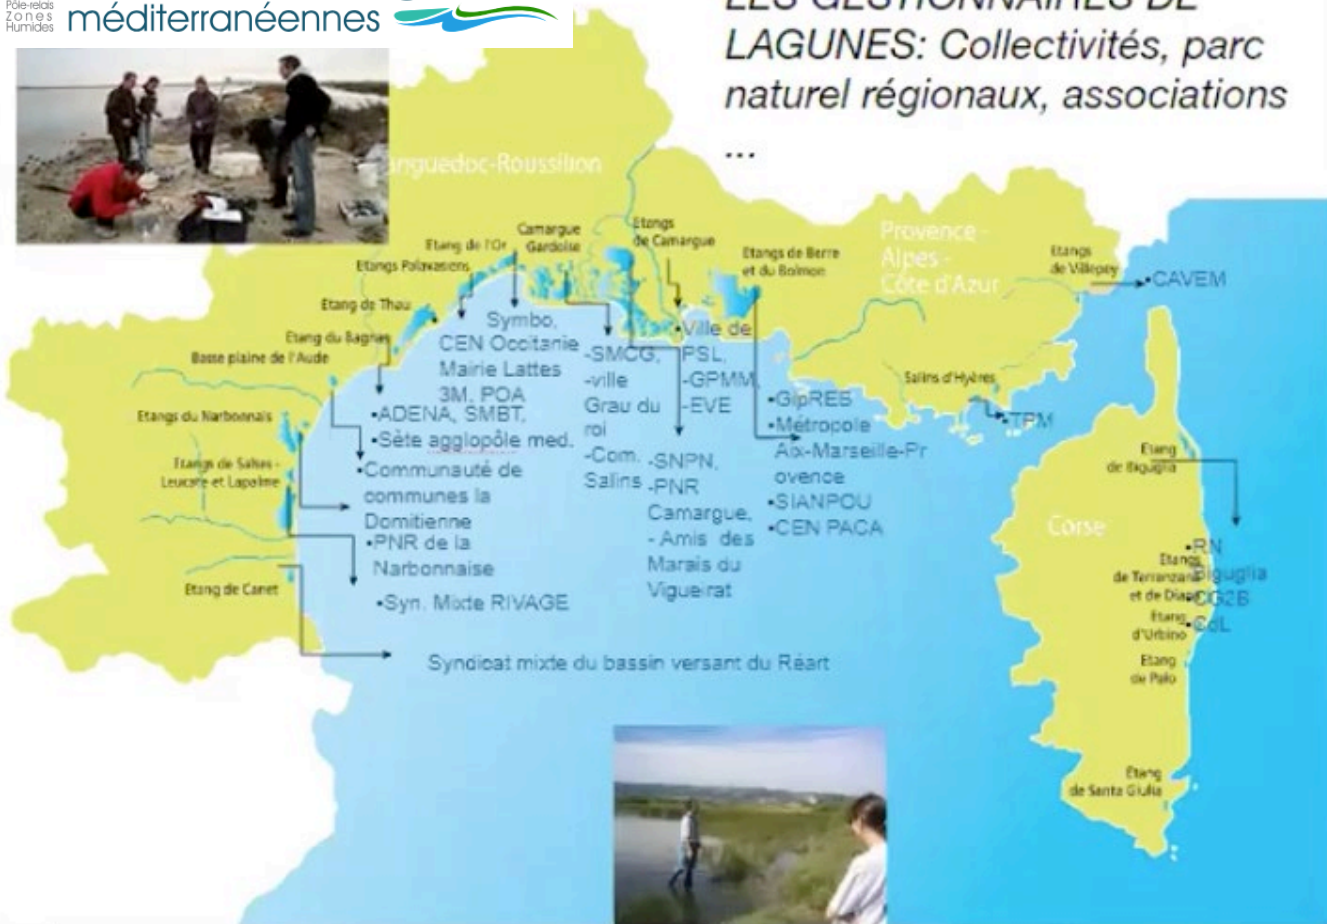 Pôle-relais
Zones
Humides
méditerranéennes
LES GESTIONNAIRES DE
LAGUNES: Collectivités, parc
naturel régionaux, associations
...
anguedoc-Roussillon
Provence -
Alpes -
Côte d'Azur
Corse
Camargue
Gardoise
Etang de l'Or
Etangs Palavasiens
Etang de Thau
Etang du Bagnas
Basse plaine de l'Aude
Etangs du Narbonnais
Etangs de Salses -
Leucate et Lapalme
Etang de Canet
Etangs
de Camargue
Etangs de Berre
et du Bolmon
Etangs
de Villepey
Salins d'Hyères
•CAVEM
•TPM
Symbo,
CEN Occitanie
Mairie Lattes
3M, POA
•ADENA, SMBT,
•Sète agglopôle med.
•Communauté de
communes la
Domitienne
•PNR de la
Narbonnaise
•Syn. Mixte RIVAGE
Syndicat mixte du bassin versant du Réart
-SMCG,
-ville
Grau du
roi
-Com.
Salins
Ville de
PSL,
-GPMM,
-EVE
-SNPN,
-PNR
Camargue,
- Amis des
Marais du
Vigueirat
•GipREB
•Métropole
Aix-Marseille-Pr
ovence
•SIANPOU
•CEN PACA
Etang
de Biguglia
•RN
Biguglia
•CG2B
•CdL
Etangs
de Terranzana
et de Diana
Etang
d'Urbino
Etang
de Palo
Etang
de Santa Giulia